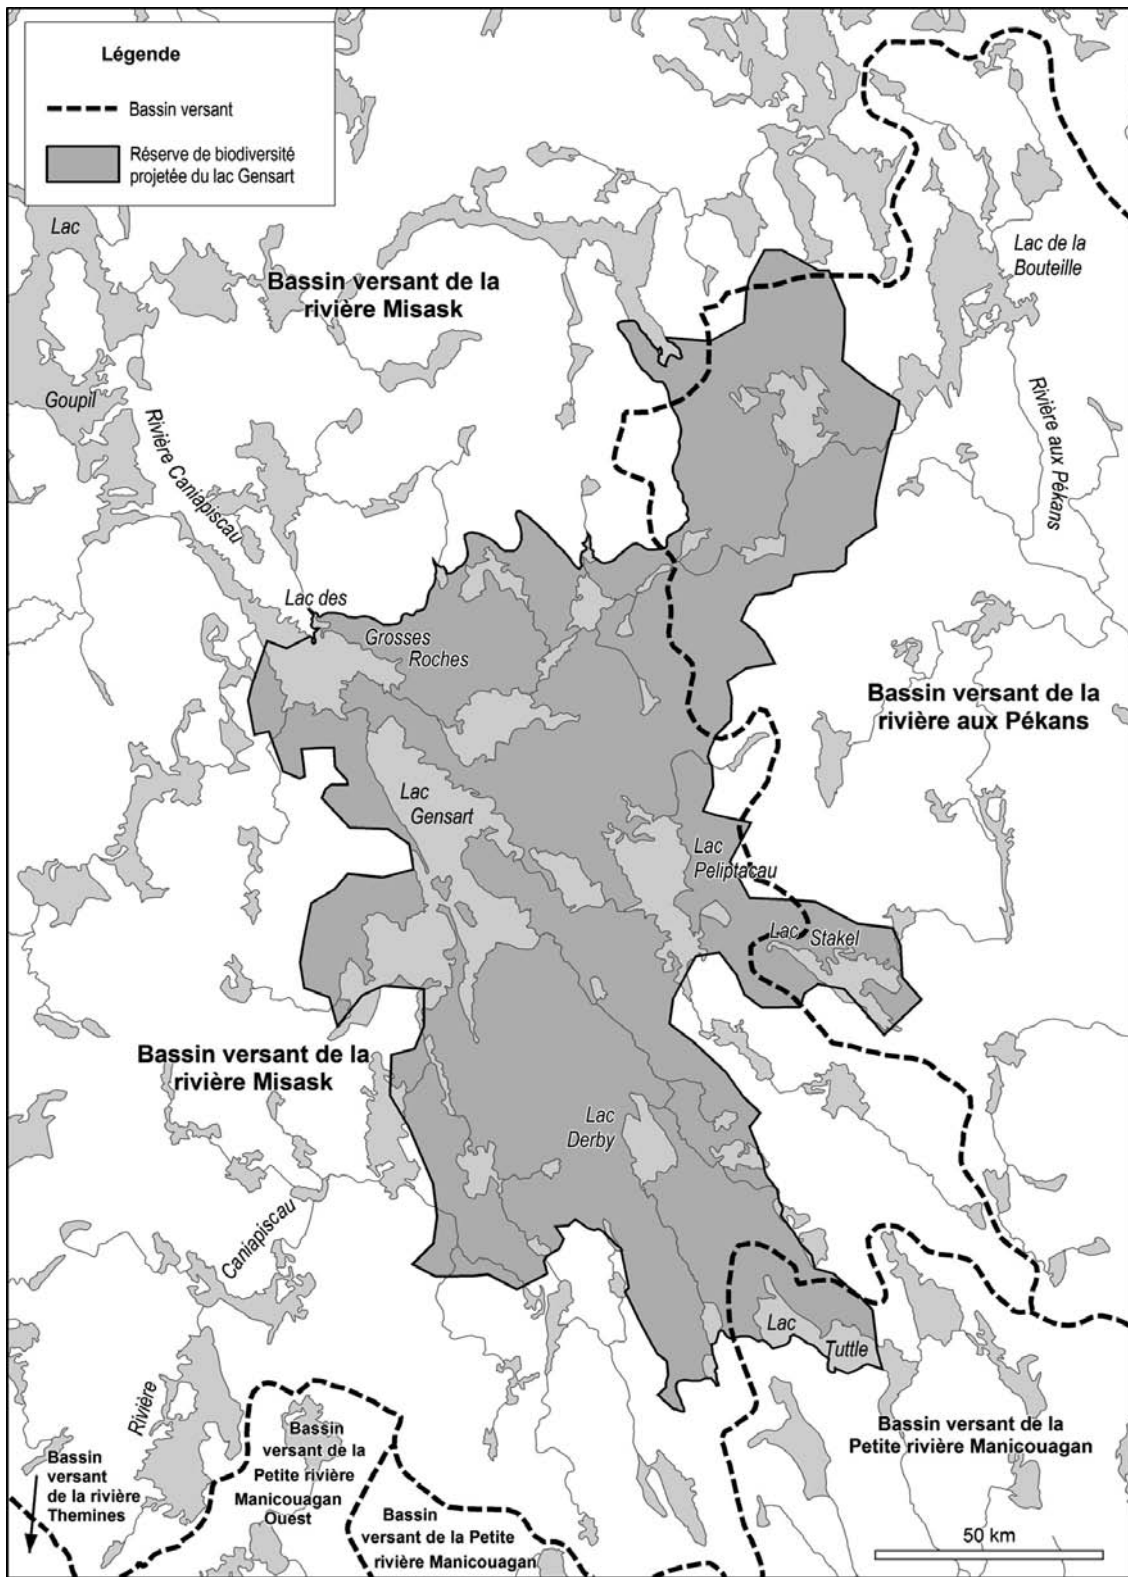 Légende
Bassin versant
Réserve de biodiversité
projetée du lac Gensart
Lac
Goupil
Bassin versant de la
rivière Misask
Lac de la
Bouteille
Rivière aux Pékans
Rivière Caniapiscau
Lac des
Grosses
Roches
Bassin versant de la
rivière aux Pékans
Lac
Gensart
Lac
Peliptacau
Lac
Stakel
Bassin versant de la
rivière Misask
Lac
Derby
Caniapiscau
Rivière
Lac
Tuttle
Bassin versant de la
Petite rivière Manicouagan
Bassin
versant
de la rivière
Themines
Bassin
versant de la
Petite rivière
Manicouagan
Ouest
Bassin
versant de la Petite
rivière Manicouagan
50 km